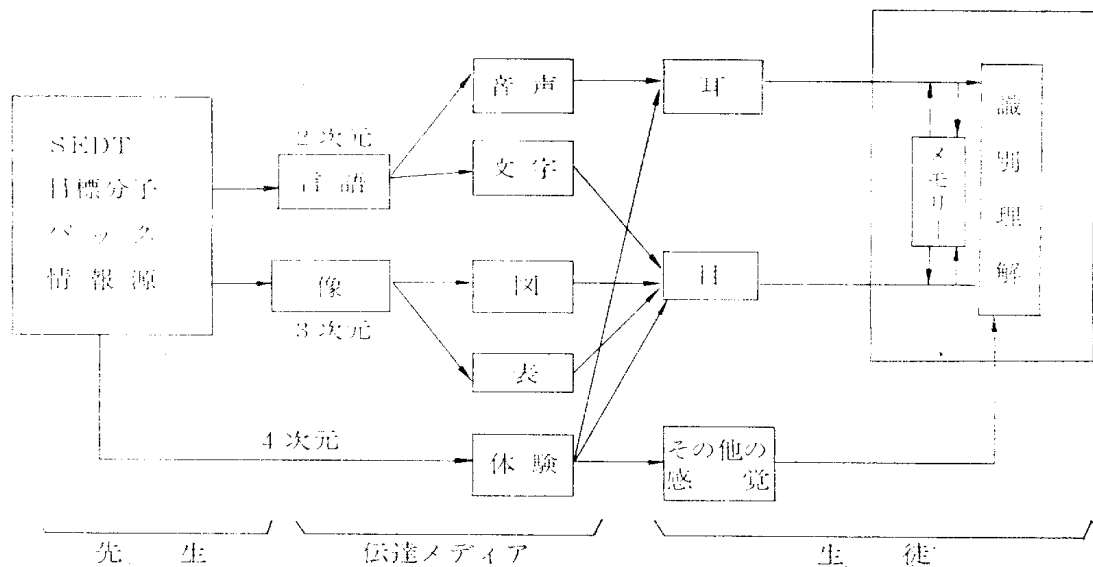 SEDT
目標分子
パック
情報源
2次元
言語
像
3次元
4次元
音声
文字
図
表
体験
耳
目
その他の
感覚
メモリ
識別理解
先生
伝達メディア
生徒